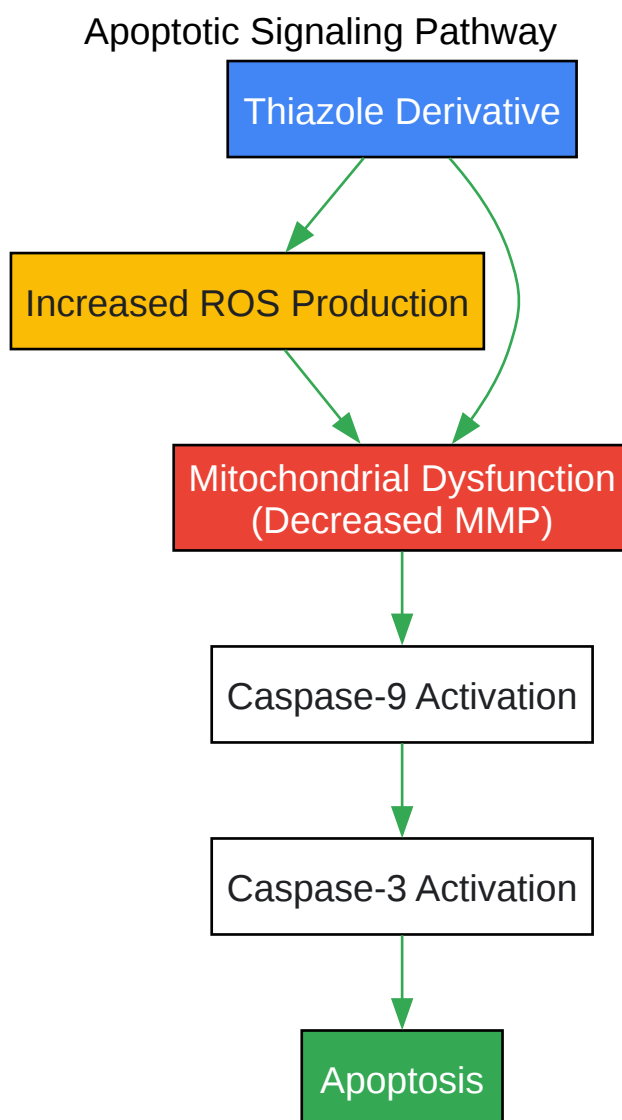 Apoptotic Signaling Pathway
Thiazole Derivative
Increased ROS Production
Mitochondrial Dysfunction
(Decreased MMP)
Caspase-9 Activation
Caspase-3 Activation
Apoptosis